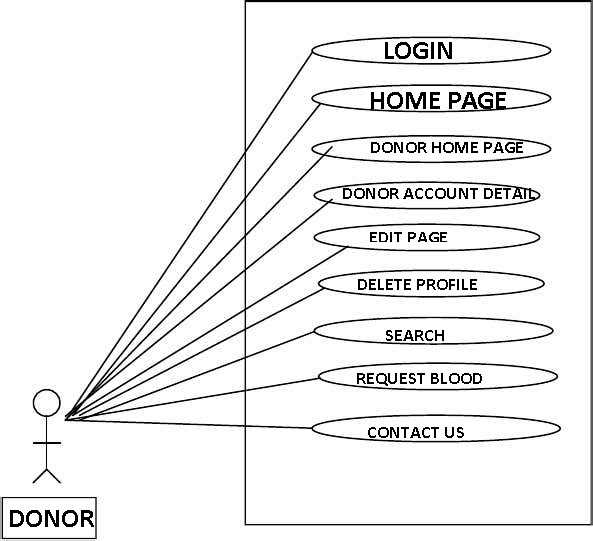 LOGIN
HOME PAGE
DONOR HOME PAGE
DONOR ACCOUNT DETAIL
EDIT PAGE
DELETE PROFILE
SEARCH
REQUEST BLOOD
CONTACT US
DONOR